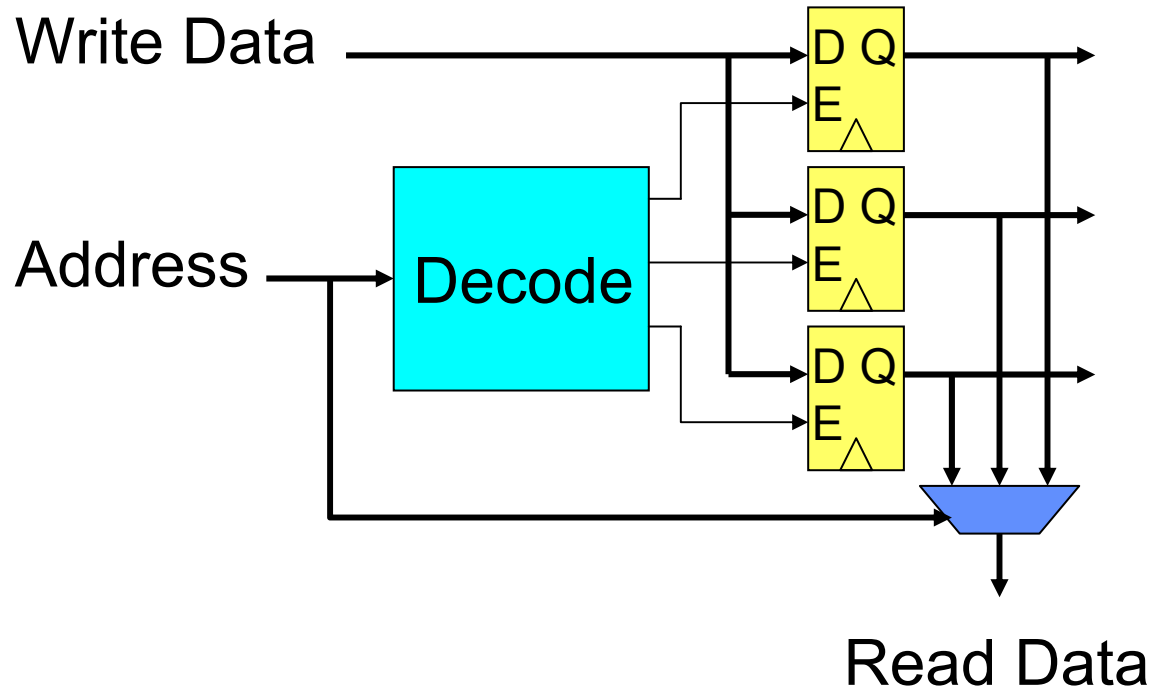 Write Data
D Q
E
Address
Decode
D Q
E
D Q
E
Read Data